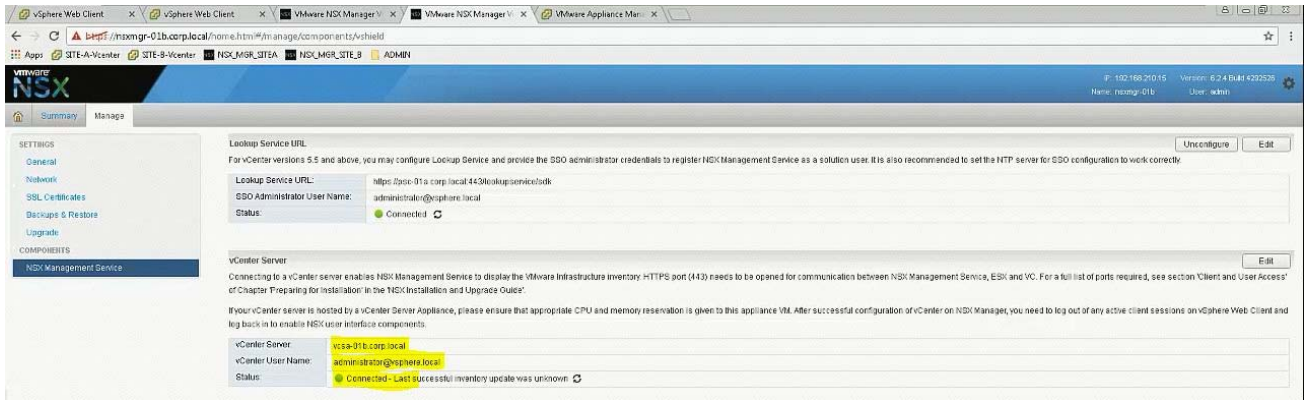 vSphere Web Client
vSphere Web Client
VMware NSX Manager V
VMware NSX Manager V
VMware Appliance Man
https://nsxmgr-01b.corp.local/home.html#/manage/components/vshield
Apps SITE-A-Vcenter SITE-B-Vcenter NSX_MGR_SITEA NSX_MGR_SITE_B ADMIN
vmware
NSX
IP: 192.168.210.15 Version: 6.2.4 Build 4292526
Name: nsxmgr-01b User: admin
Summary Manage
SETTINGS
General
Network
SSL Certificates
Backups & Restore
Upgrade
COMPONENTS
NSX Management Service
Lookup Service URL
Unconfigure Edit
For vCenter versions 5.5 and above, you may configure Lookup Service and provide the SSO administrator credentials to register NSX Management Service as a solution user. It is also recommended to set the NTP server for SSO configuration to work correctly.
Lookup Service URL: https://psc-01a.corp.local:443/lookupservice/sdk
SSO Administrator User Name: administrator@vsphere.local
Status: Connected
vCenter Server
Edit
Connecting to a vCenter server enables NSX Management Service to display the VMware Infrastructure inventory. HTTPS port (443) needs to be opened for communication between NSX Management Service, ESX and VC. For a full list of ports required, see section 'Client and User Access'
of Chapter 'Preparing for Installation' in the 'NSX Installation and Upgrade Guide'.
If your vCenter server is hosted by a vCenter Server Appliance, please ensure that appropriate CPU and memory reservation is given to this appliance VM. After successful configuration of vCenter on NSX Manager, you need to log out of any active client sessions on vSphere Web Client and
log back in to enable NSX user interface components.
vCenter Server: vcsa-01b.corp.local
vCenter User Name: administrator@vsphere.local
Status: Connected - Last successful inventory update was unknown